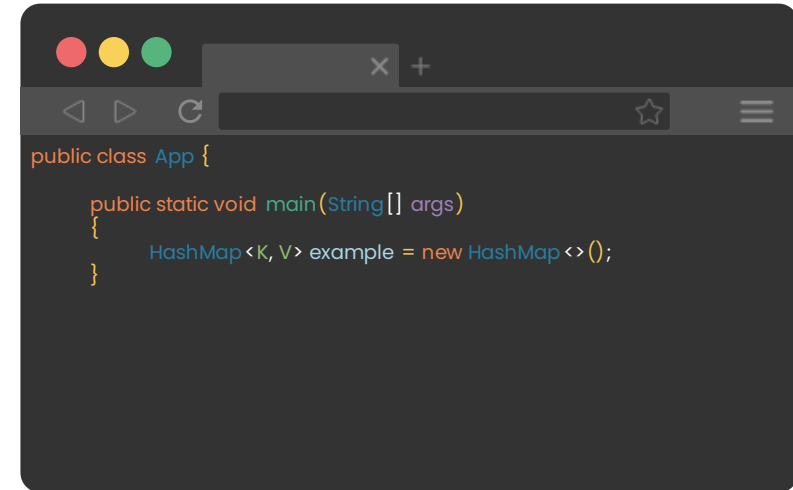 public class App {
public static void main(String[] args)
{
HashMap<K, V> example = new HashMap<>();
}